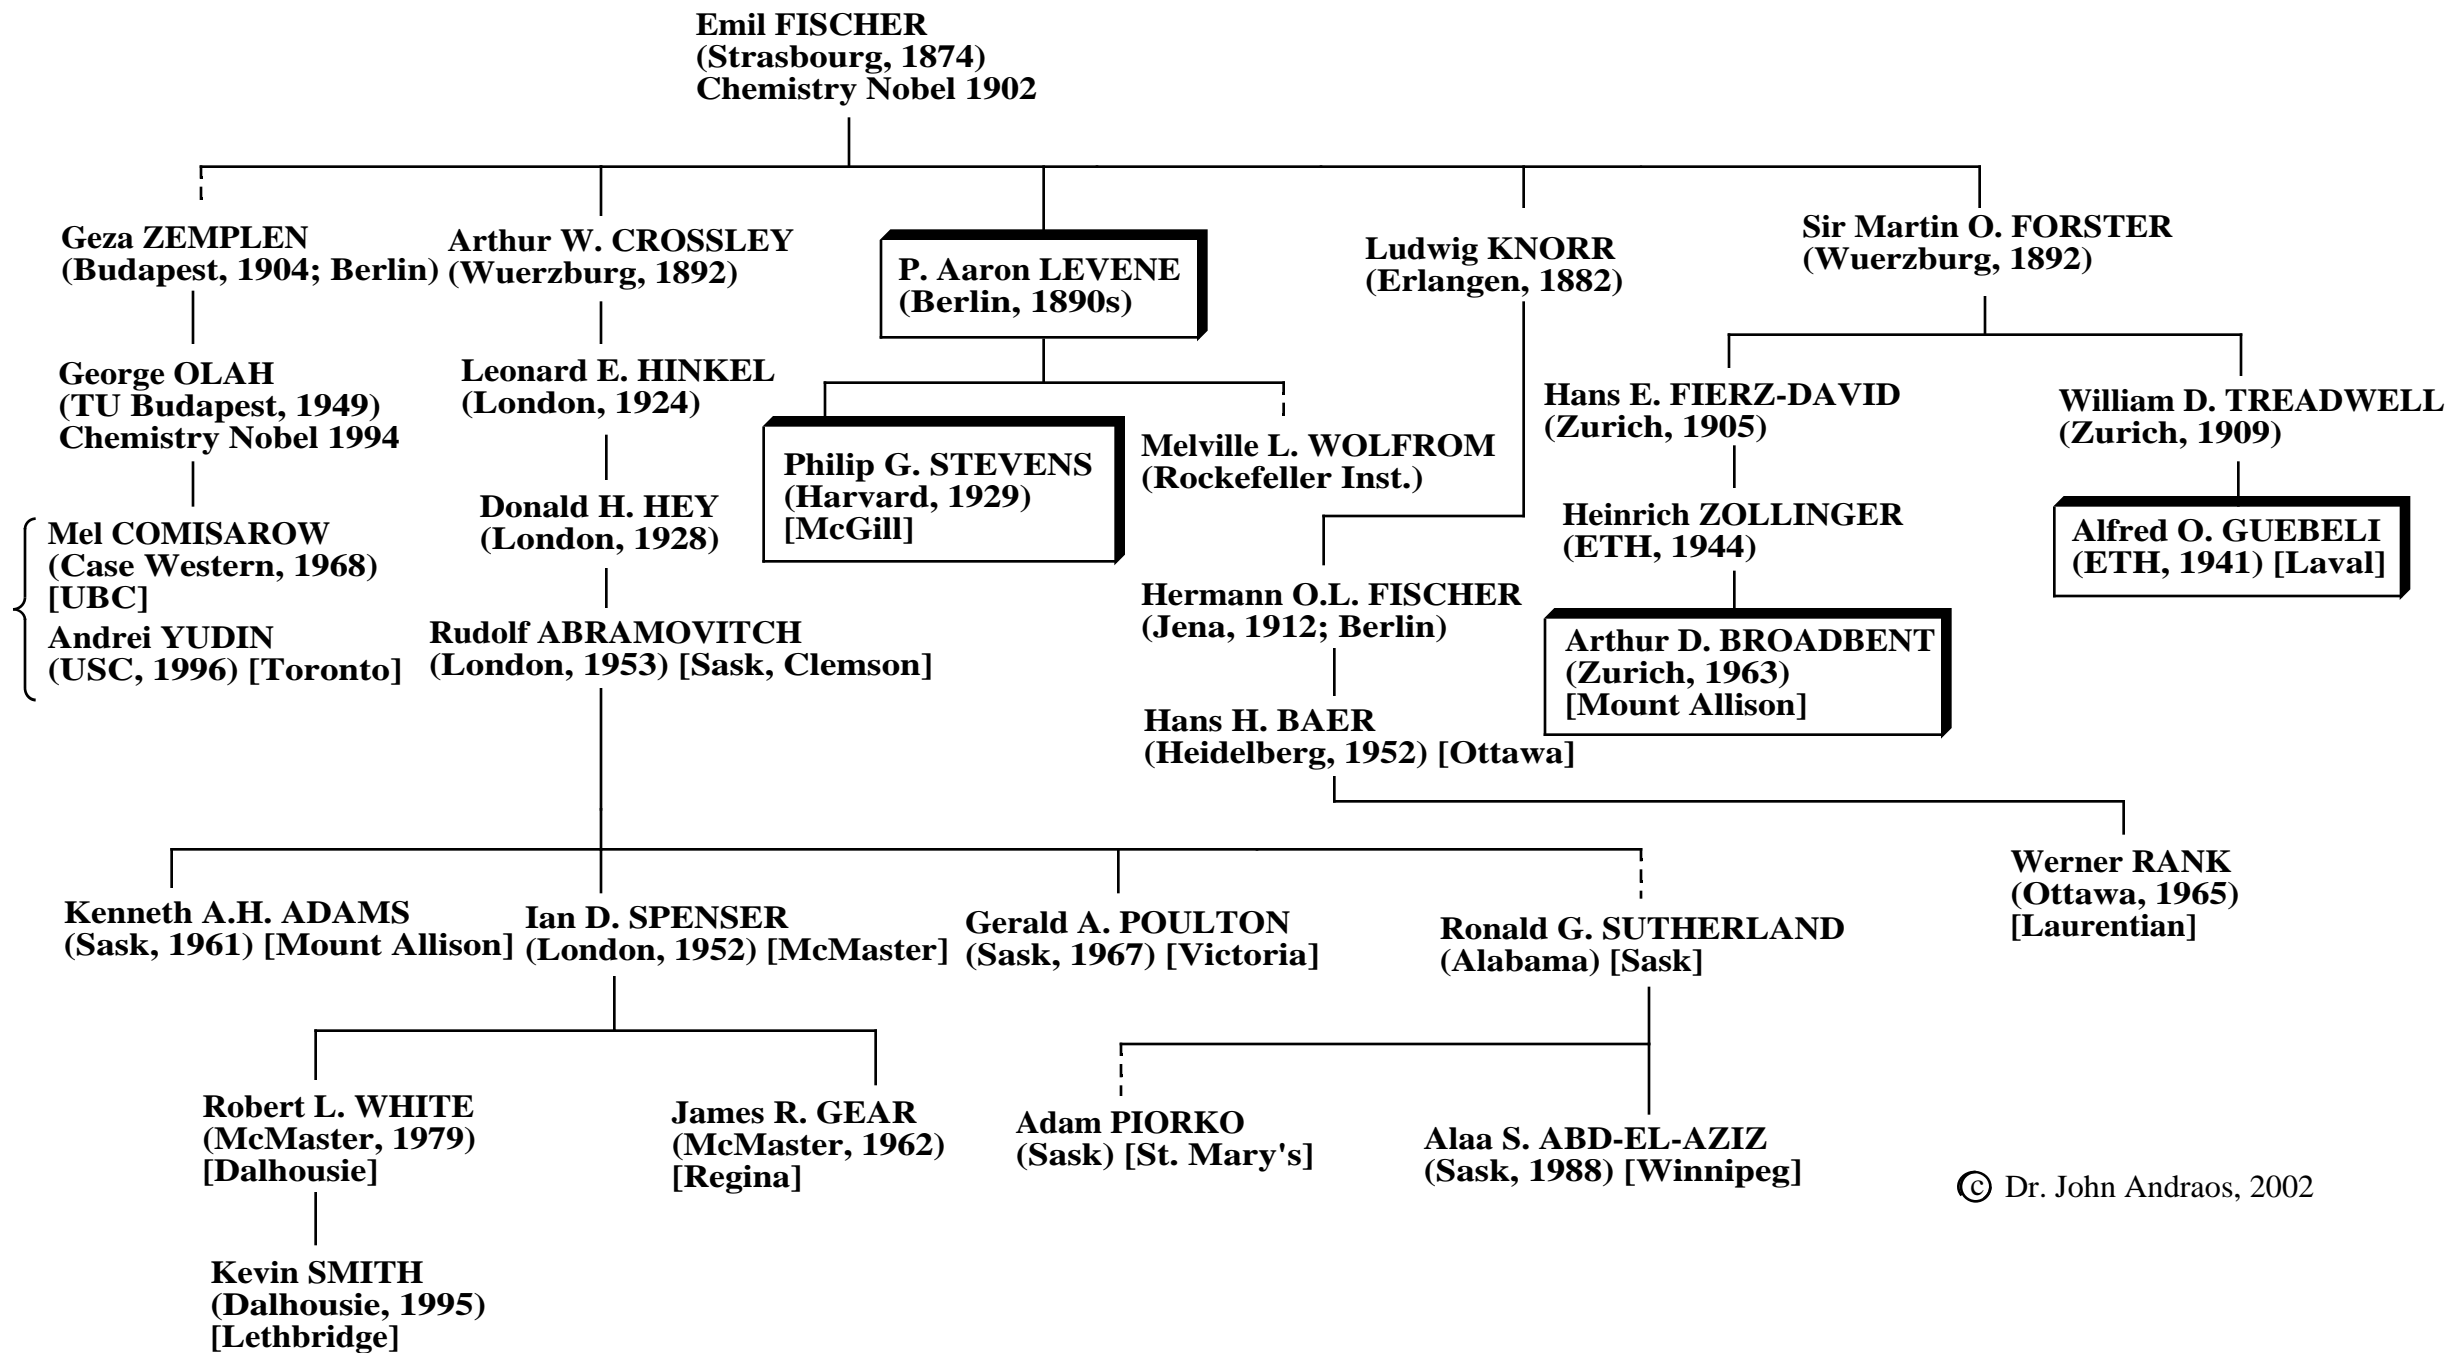 Emil FISCHER
(Strasbourg, 1874)
Chemistry Nobel 1902
Geza ZEMPLEN
(Budapest, 1904; Berlin)
Arthur W. CROSSLEY
(Wuerzburg, 1892)
P. Aaron LEVENE
(Berlin, 1890s)
Ludwig KNORR
(Erlangen, 1882)
Sir Martin O. FORSTER
(Wuerzburg, 1892)
George OLAH
(TU Budapest, 1949)
Chemistry Nobel 1994
Leonard E. HINKEL
(London, 1924)
Philip G. STEVENS
(Harvard, 1929)
[McGill]
Melville L. WOLFROM
(Rockefeller Inst.)
Hans E. FIERZ-DAVID
(Zurich, 1905)
William D. TREADWELL
(Zurich, 1909)
Mel COMISAROW
(Case Western, 1968)
[UBC]
Andrei YUDIN
(USC, 1996) [Toronto]
Donald H. HEY
(London, 1928)
Heinrich ZOLLINGER
(ETH, 1944)
Alfred O. GUEBELI
(ETH, 1941) [Laval]
Rudolf ABRAMOVITCH
(London, 1953) [Sask, Clemson]
Hermann O.L. FISCHER
(Jena, 1912; Berlin)
Arthur D. BROADBENT
(Zurich, 1963)
[Mount Allison]
Hans H. BAER
(Heidelberg, 1952) [Ottawa]
Kenneth A.H. ADAMS
(Sask, 1961) [Mount Allison]
Ian D. SPENSER
(London, 1952) [McMaster]
Gerald A. POULTON
(Sask, 1967) [Victoria]
Ronald G. SUTHERLAND
(Alabama) [Sask]
Werner RANK
(Ottawa, 1965)
[Laurentian]
Robert L. WHITE
(McMaster, 1979)
[Dalhousie]
James R. GEAR
(McMaster, 1962)
[Regina]
Adam PIORKO
(Sask) [St. Mary's]
Alaa S. ABD-EL-AZIZ
(Sask, 1988) [Winnipeg]
© Dr. John Andraos, 2002
Kevin SMITH
(Dalhousie, 1995)
[Lethbridge]